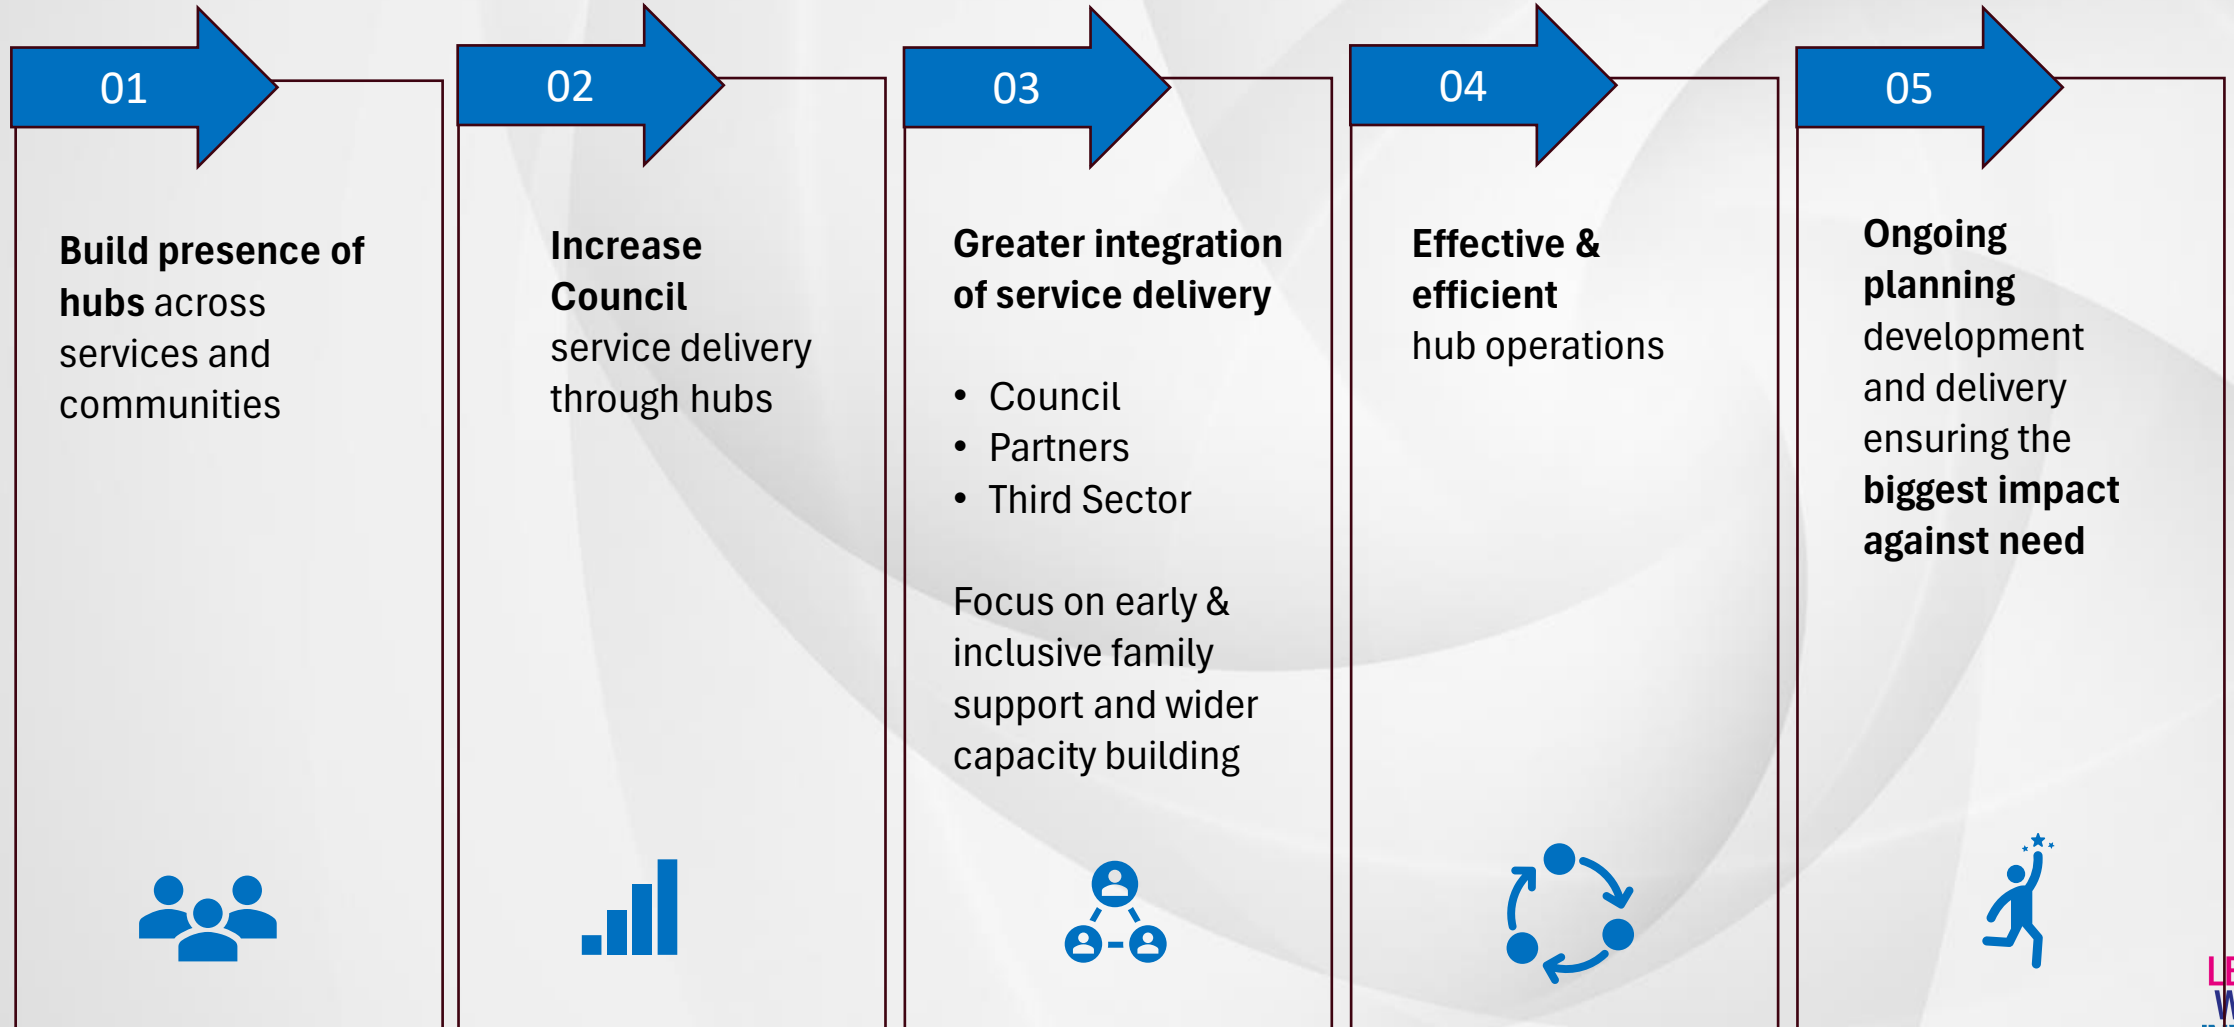 01
Build presence of
hubs across
services and
communities
02
Increase
Council
service delivery
through hubs
03
Greater integration
of service delivery
• Council
• Partners
• Third Sector
Focus on early &
inclusive family
support and wider
capacity building
04
Effective &
efficient
hub operations
05
Ongoing
planning
development
and delivery
ensuring the
biggest impact
against need